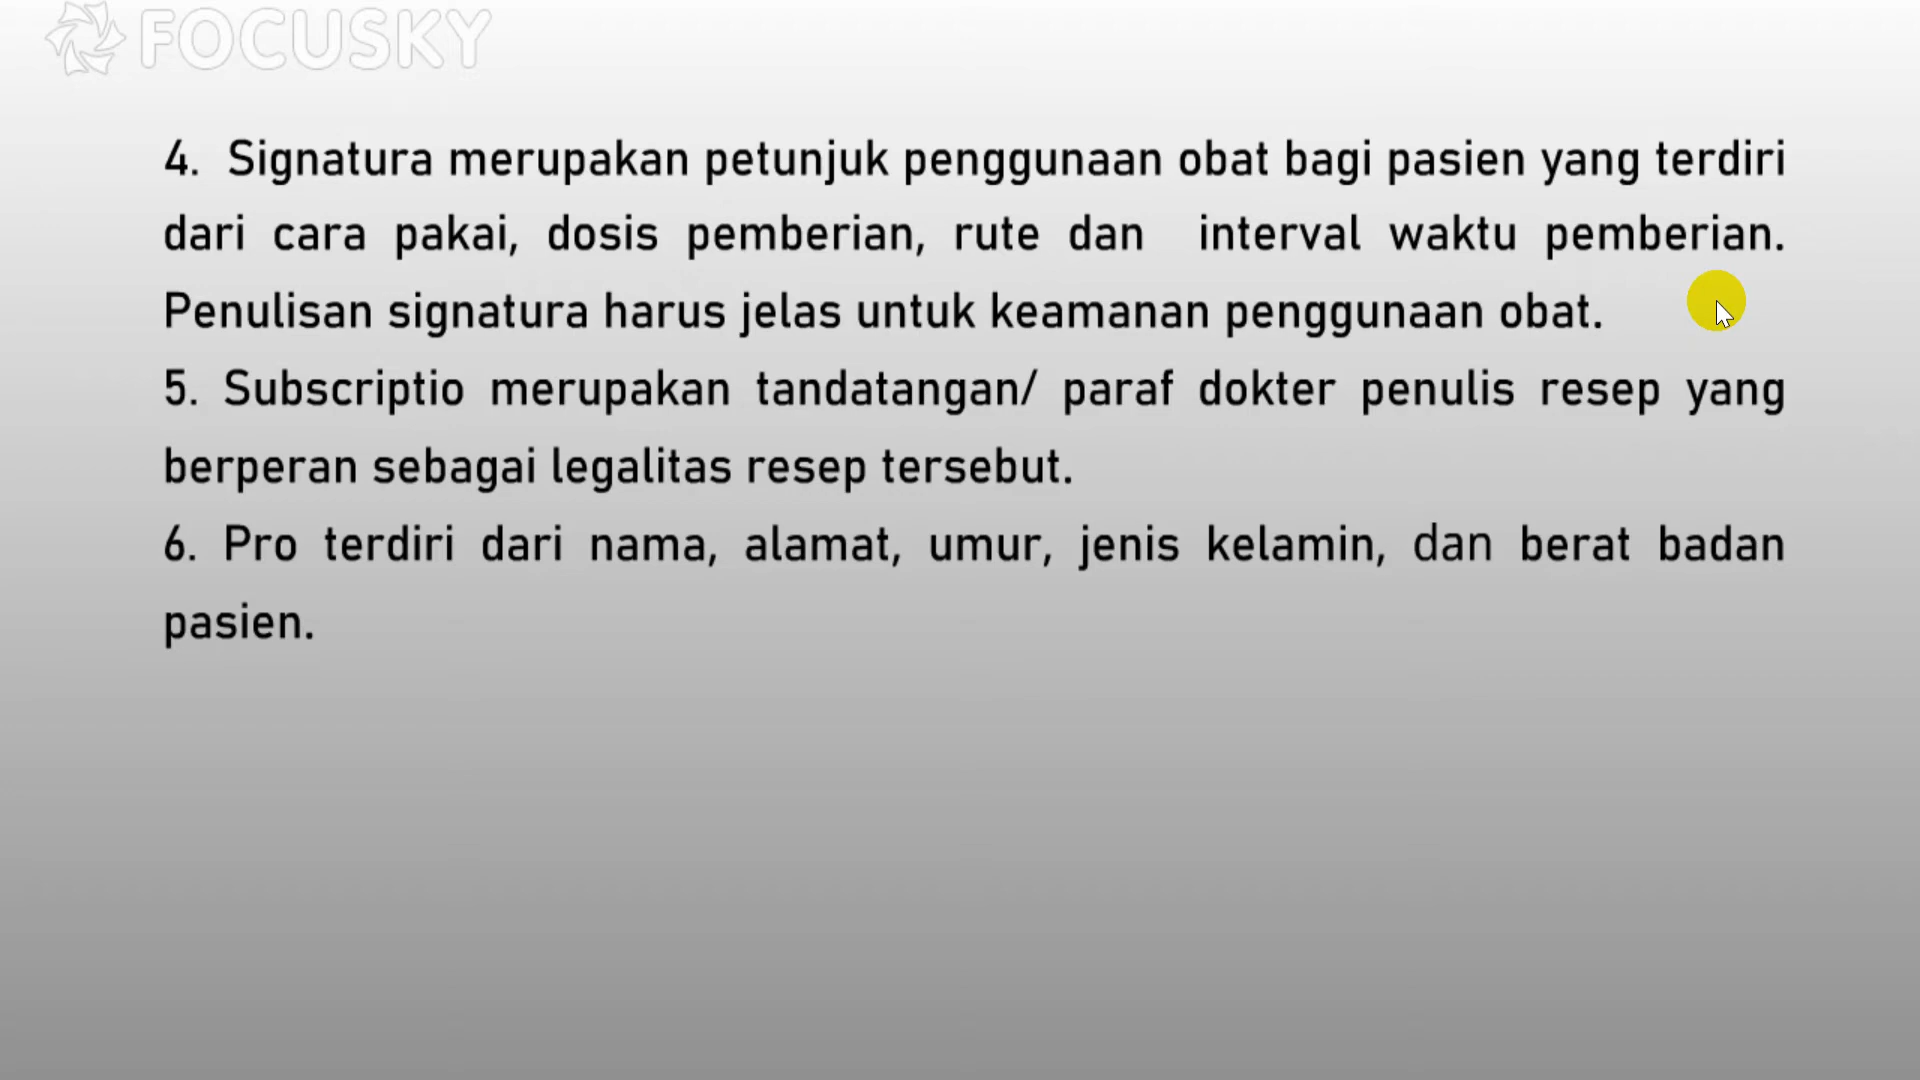 FOCUSKY
4. Signatura merupakan petunjuk penggunaan obat bagi pasien yang terdiri
dari cara pakai, dosis pemberian, rute dan interval waktu pemberian.
Penulisan signatura harus jelas untuk keamanan penggunaan obat.
5. Subscriptio merupakan tandatangan/ paraf dokter penulis resep yang
berperan sebagai legalitas resep tersebut.
6. Pro terdiri dari nama, alamat, umur, jenis kelamin, dan berat badan
pasien.